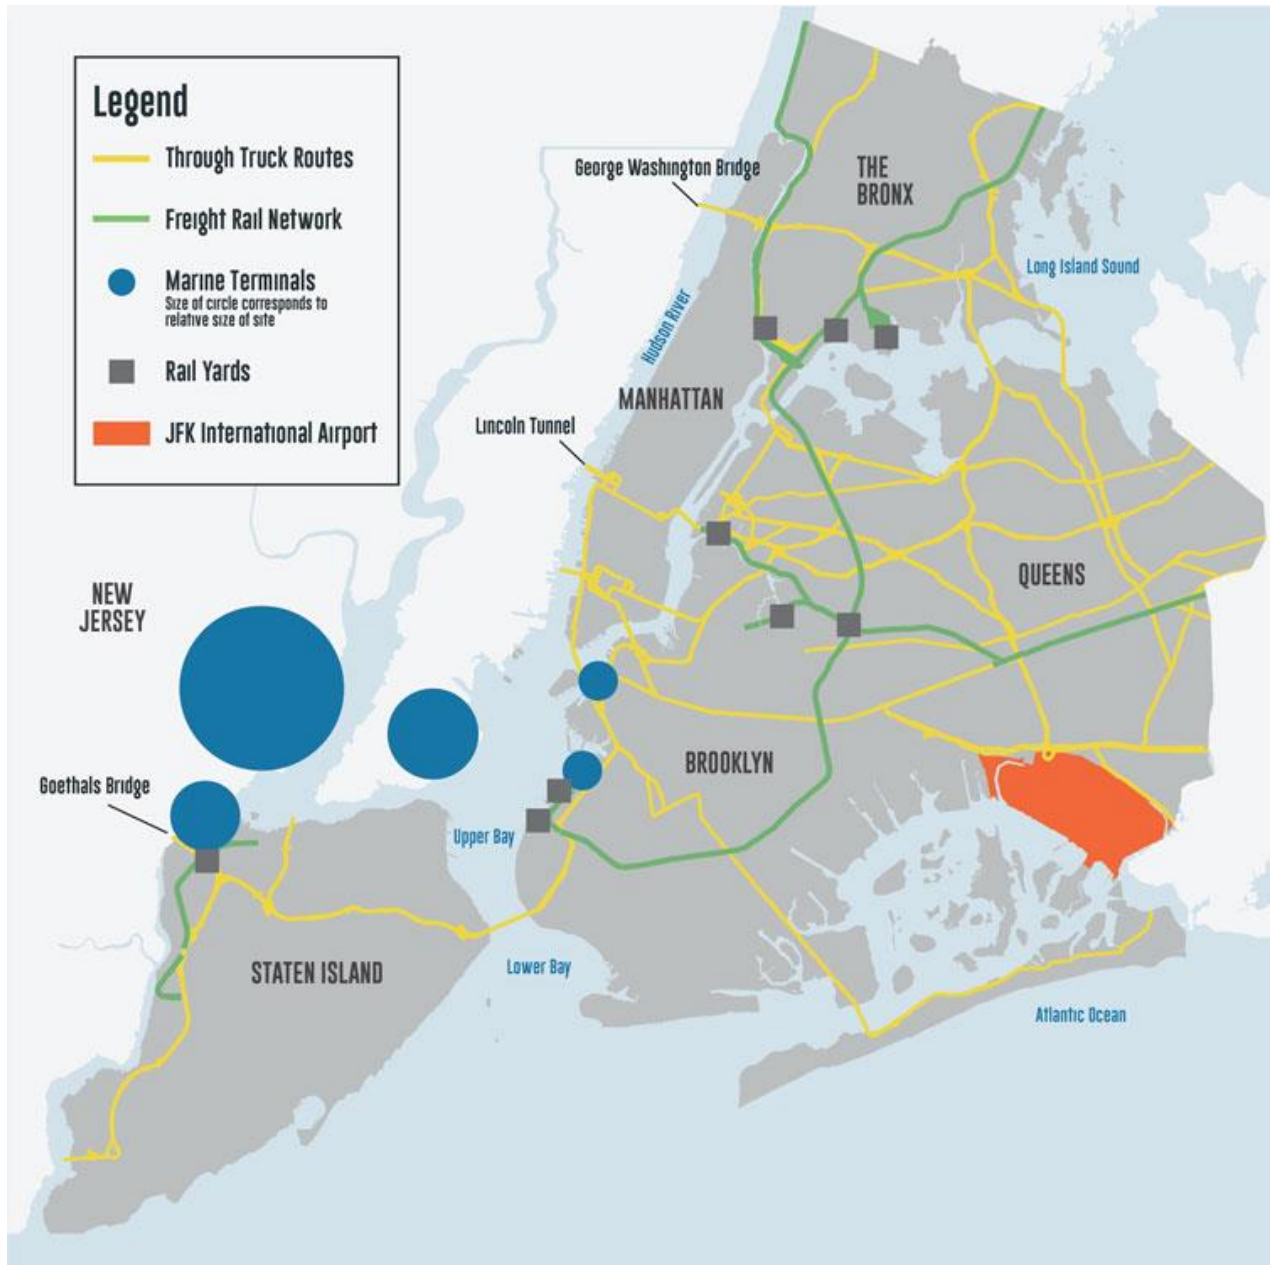 Legend
Through Truck Routes
Freight Rail Network
Marine Terminals
Size of circle corresponds to
relative size of site
Rail Yards
JFK International Airport
George Washington Bridge
THE
BRONX
Long Island Sound
Hudson River
MANHATTAN
Lincoln Tunnel
NEW
JERSEY
QUEENS
Goethals Bridge
BROOKLYN
Upper Bay
STATEN ISLAND
Lower Bay
Atlantic Ocean